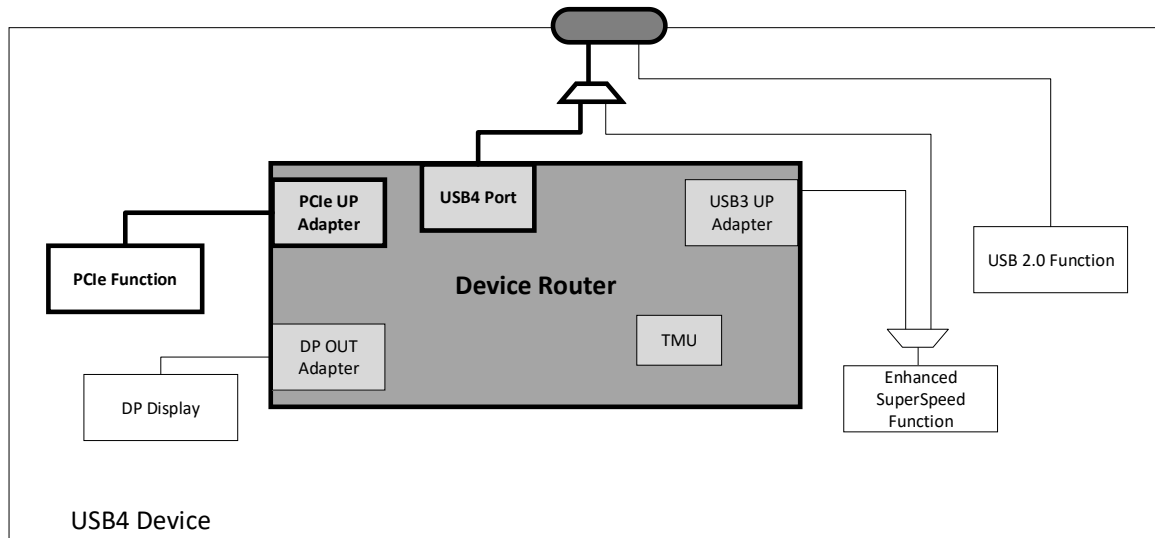 PCIe UP
Adapter
USB4 Port
USB3 UP
Adapter
PCIe Function
USB 2.0 Function
Device Router
DP OUT
Adapter
TMU
DP Display
Enhanced
SuperSpeed
Function
USB4 Device